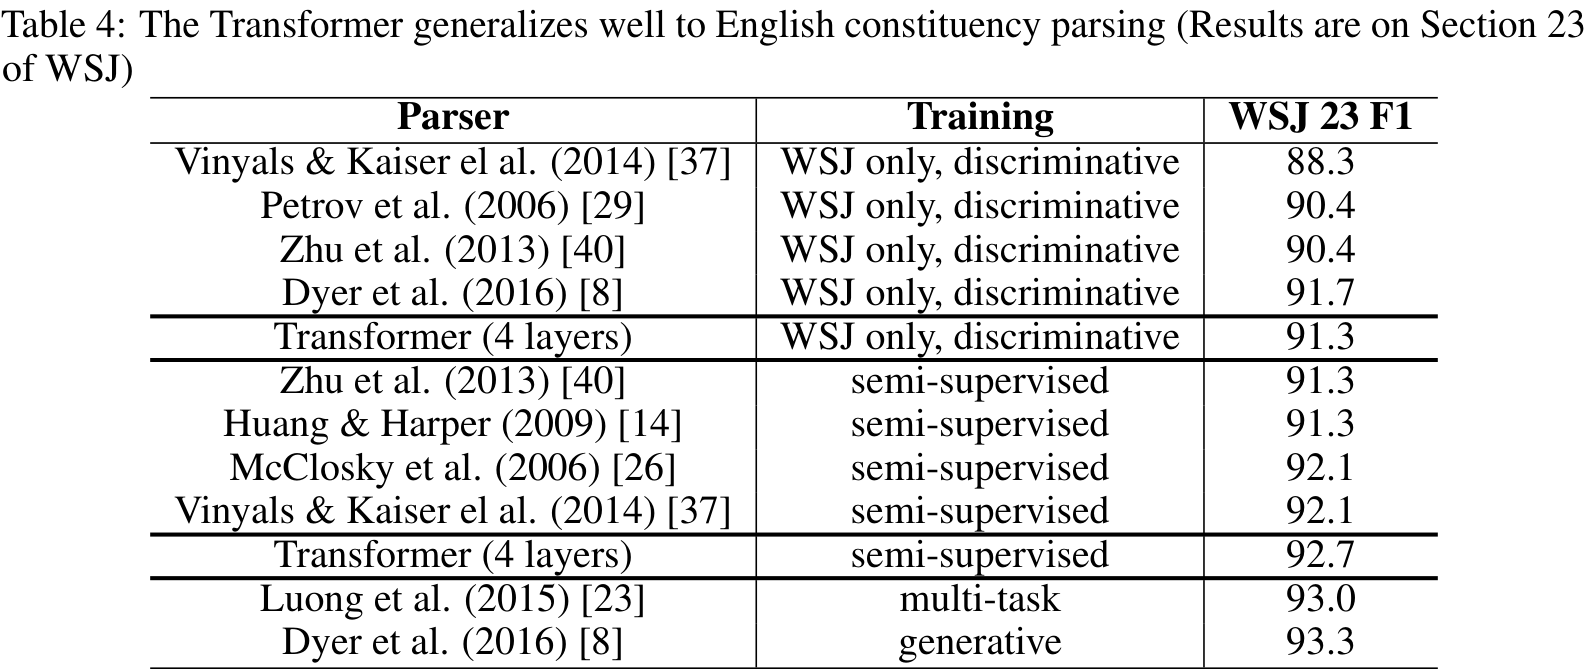 Table 4: The Transformer generalizes well to English constituency parsing (Results are on Section 23
of WSJ)
Parser Training WSJ 23 F1
Vinyals & Kaiser el al. (2014) [37] WSJ only, discriminative 88.3
Petrov et al. (2006) [29] WSJ only, discriminative 90.4
Zhu et al. (2013) [40] WSJ only, discriminative 90.4
Dyer et al. (2016) [8] WSJ only, discriminative 91.7
Transformer (4 layers) WSJ only, discriminative 91.3
Zhu et al. (2013) [40] semi-supervised 91.3
Huang & Harper (2009) [14] semi-supervised 91.3
McClosky et al. (2006) [26] semi-supervised 92.1
Vinyals & Kaiser el al. (2014) [37] semi-supervised 92.1
Transformer (4 layers) semi-supervised 92.7
Luong et al. (2015) [23] multi-task 93.0
Dyer et al. (2016) [8] generative 93.3